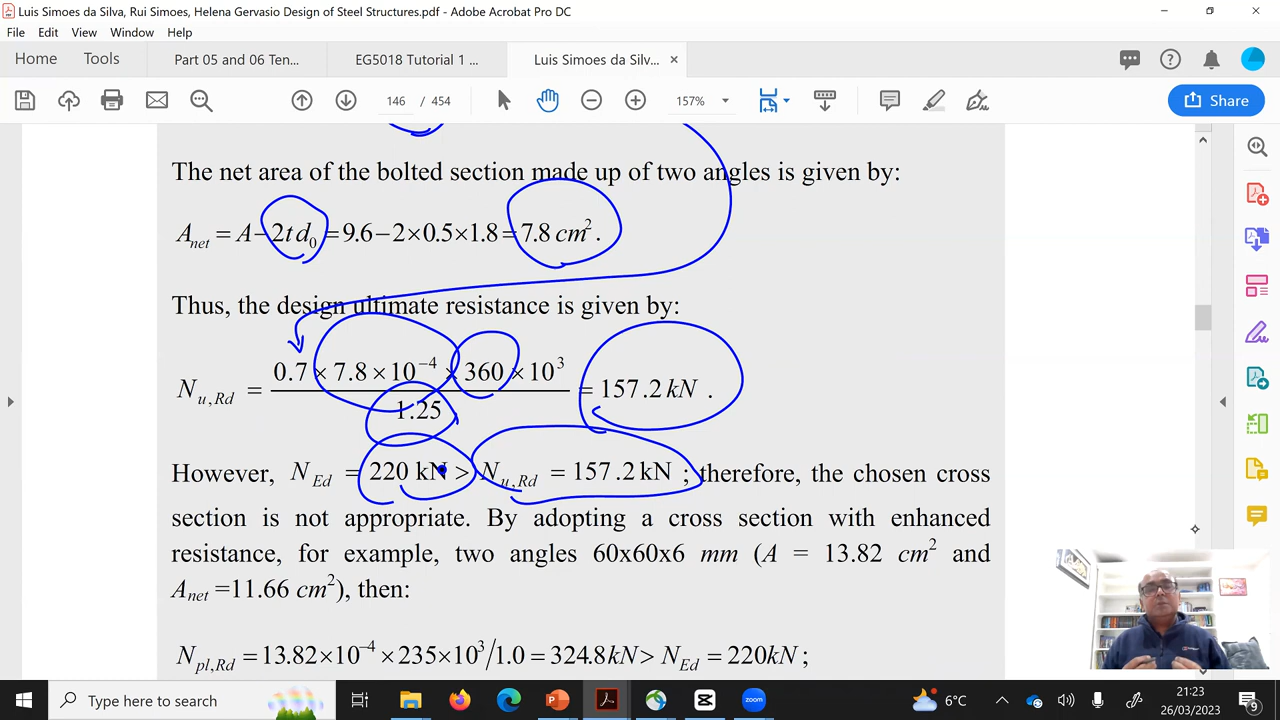 Luis Simoes da Silva, Rui Simoes, Helena Gervasio Design of Steel Structures.pdf - Adobe Acrobat Pro DC
File Edit View Window Help
Home Tools Part 05 and 06 Ten... EG5018 Tutorial 1 ... Luis Simoes da Silv... ×
146 / 454 157% Share
The net area of the bolted section made up of two angles is given by:
A_net = A − 2 t d_0 = 9.6 − 2 × 0.5 × 1.8 = 7.8 cm².
Thus, the design ultimate resistance is given by:
N_u,Rd = 0.7 × 7.8 × 10⁻⁴ × 360 × 10³ / 1.25 = 157.2 kN .
However, N_Ed = 220 kN > N_u,Rd = 157.2 kN ; therefore, the chosen cross
section is not appropriate. By adopting a cross section with enhanced
resistance, for example, two angles 60x60x6 mm (A = 13.82 cm² and
A_net =11.66 cm²), then:
N_pl,Rd = 13.82×10⁻⁴ ×235×10³/1.0 = 324.8kN > N_Ed = 220kN ;
Type here to search
zoom
6°C
21:23
26/03/2023
9